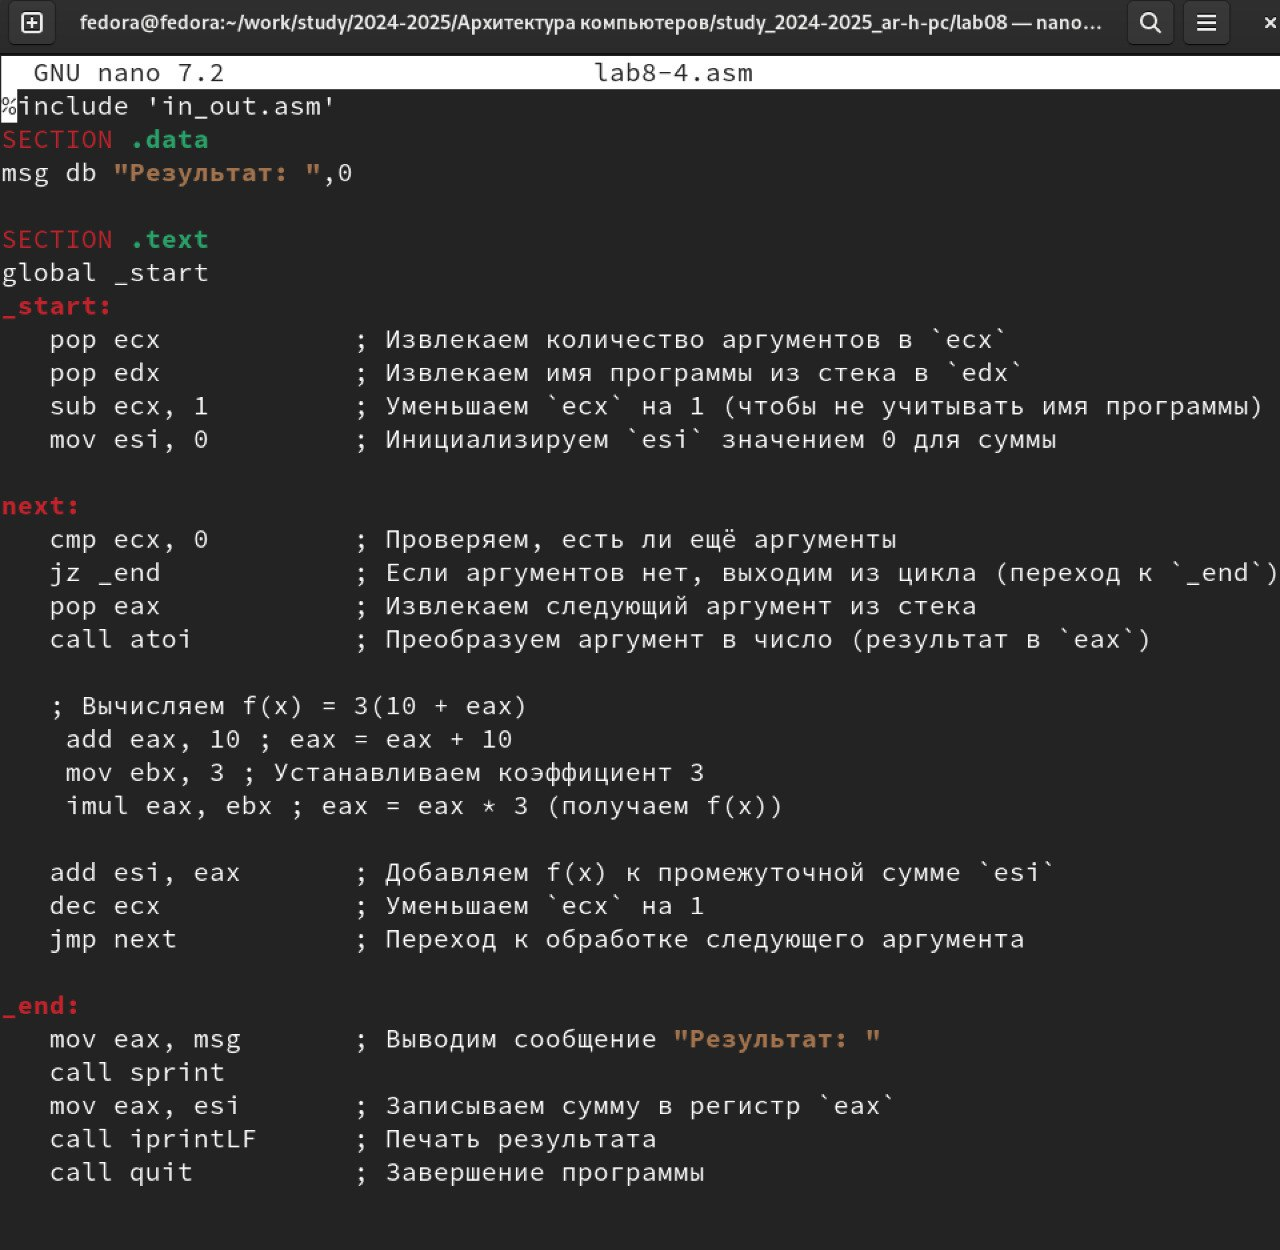 fedora@fedora:~/work/study/2024-2025/Архитектура компьютеров/study_2024-2025_ar-h-pc/lab08 — nano...
GNU nano 7.2 lab8-4.asm
%include 'in_out.asm'
SECTION .data
msg db "Результат: ",0
SECTION .text
global _start
_start:
pop ecx ; Извлекаем количество аргументов в `ecx`
pop edx ; Извлекаем имя программы из стека в `edx`
sub ecx, 1 ; Уменьшаем `ecx` на 1 (чтобы не учитывать имя программы)
mov esi, 0 ; Инициализируем `esi` значением 0 для суммы
next:
cmp ecx, 0 ; Проверяем, есть ли ещё аргументы
jz _end ; Если аргументов нет, выходим из цикла (переход к `_end`)
pop eax ; Извлекаем следующий аргумент из стека
call atoi ; Преобразуем аргумент в число (результат в `eax`)
; Вычисляем f(x) = 3(10 + eax)
add eax, 10 ; eax = eax + 10
mov ebx, 3 ; Устанавливаем коэффициент 3
imul eax, ebx ; eax = eax * 3 (получаем f(x))
add esi, eax ; Добавляем f(x) к промежуточной сумме `esi`
dec ecx ; Уменьшаем `ecx` на 1
jmp next ; Переход к обработке следующего аргумента
_end:
mov eax, msg ; Выводим сообщение "Результат: "
call sprint
mov eax, esi ; Записываем сумму в регистр `eax`
call iprintLF ; Печать результата
call quit ; Завершение программы